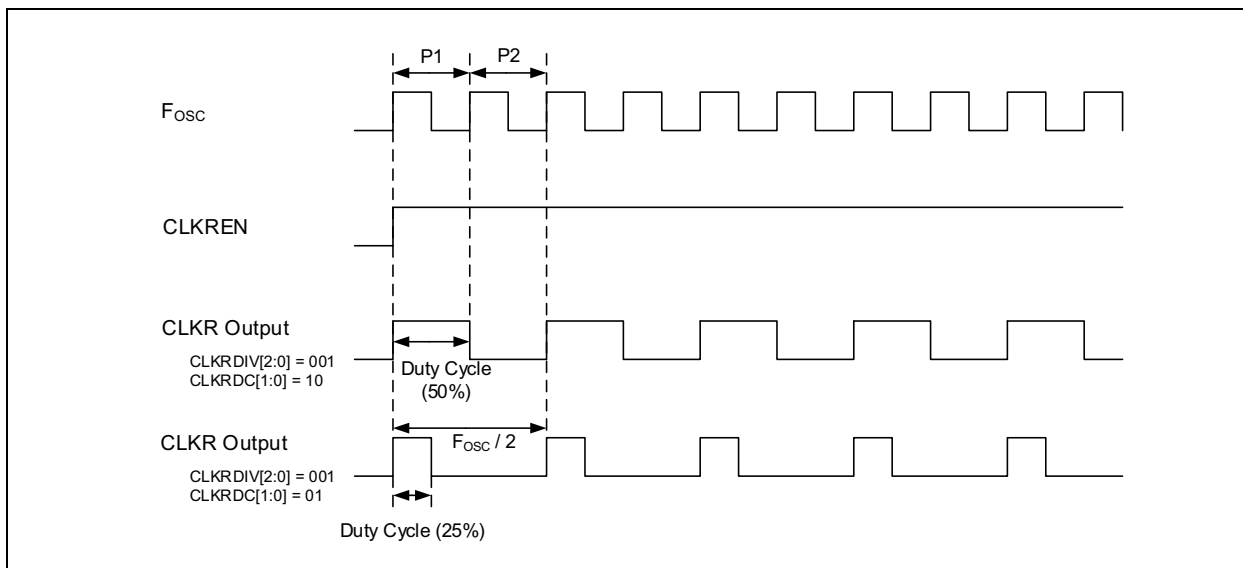 P1
P2
FOSC
CLKREN
CLKR Output
CLKRDIV[2:0] = 001
CLKRDC[1:0] = 10
Duty Cycle
(50%)
FOSC / 2
CLKR Output
CLKRDIV[2:0] = 001
CLKRDC[1:0] = 01
Duty Cycle (25%)